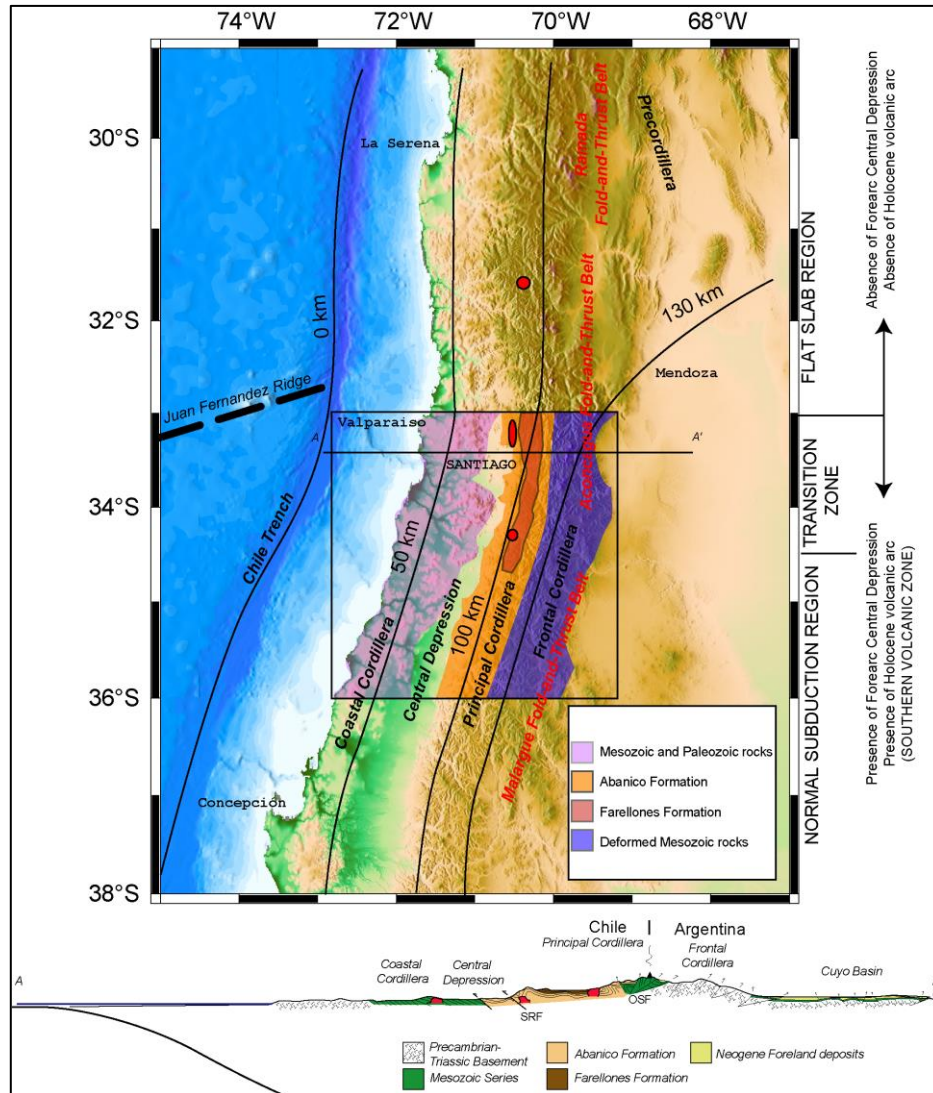 74°W
72°W
70°W
68°W
30°S
32°S
34°S
36°S
38°S
La Serena
Ramada
Fold-and-Thrust Belt
Precordillera
0 km
130 km
Juan Fernandez Ridge
Mendoza
Aconcagua Fold-and-Thrust Belt
Valparaiso
A
A'
SANTIAGO
Chile Trench
50 km
100 km
Coastal Cordillera
Central Depression
Principal Cordillera
Frontal Cordillera
Malargue Fold-and-Thrust Belt
Concepción
Mesozoic and Paleozoic rocks
Abanico Formation
Farellones Formation
Deformed Mesozoic rocks
FLAT SLAB REGION
TRANSITION
ZONE
NORMAL SUBDUCTION REGION
Absence of Forearc Central Depression
Absence of Holocene volcanic arc
Presence of Forearc Central Depression
Presence of Holocene volcanic arc
(SOUTHERN VOLCANIC ZONE)
Chile | Argentina
Principal Cordillera
Frontal
Cordillera
Coastal
Cordillera
Central
Depression
Cuyo Basin
A
SRF
OSF
Precambrian-
Triassic Basement
Mesozoic Series
Abanico Formation
Farellones Formation
Neogene Foreland deposits